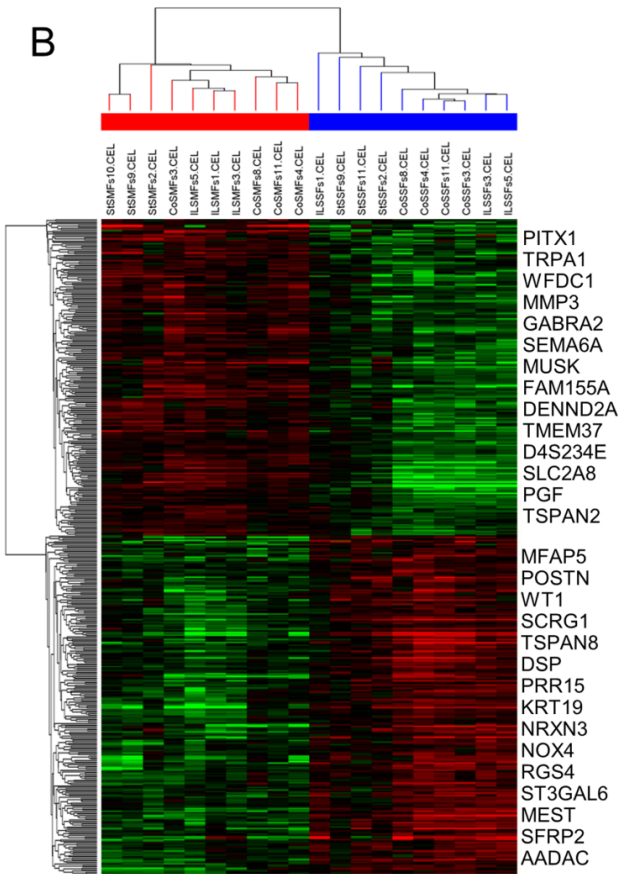 B
StSMFs10.CEL
StSMFs9.CEL
StSMFs2.CEL
CoSMFs3.CEL
ILSMFs5.CEL
ILSMFs1.CEL
ILSMFs3.CEL
CoSMFs8.CEL
CoSMFs11.CEL
CoSMFs4.CEL
ILSSFs1.CEL
StSSFs9.CEL
StSSFs11.CEL
StSSFs2.CEL
CoSSFs8.CEL
CoSSFs4.CEL
CoSSFs11.CEL
CoSSFs3.CEL
ILSSFs3.CEL
ILSSFs5.CEL
PITX1
TRPA1
WFDC1
MMP3
GABRA2
SEMA6A
MUSK
FAM155A
DENND2A
TMEM37
D4S234E
SLC2A8
PGF
TSPAN2
MFAP5
POSTN
WT1
SCRG1
TSPAN8
DSP
PRR15
KRT19
NRXN3
NOX4
RGS4
ST3GAL6
MEST
SFRP2
AADAC